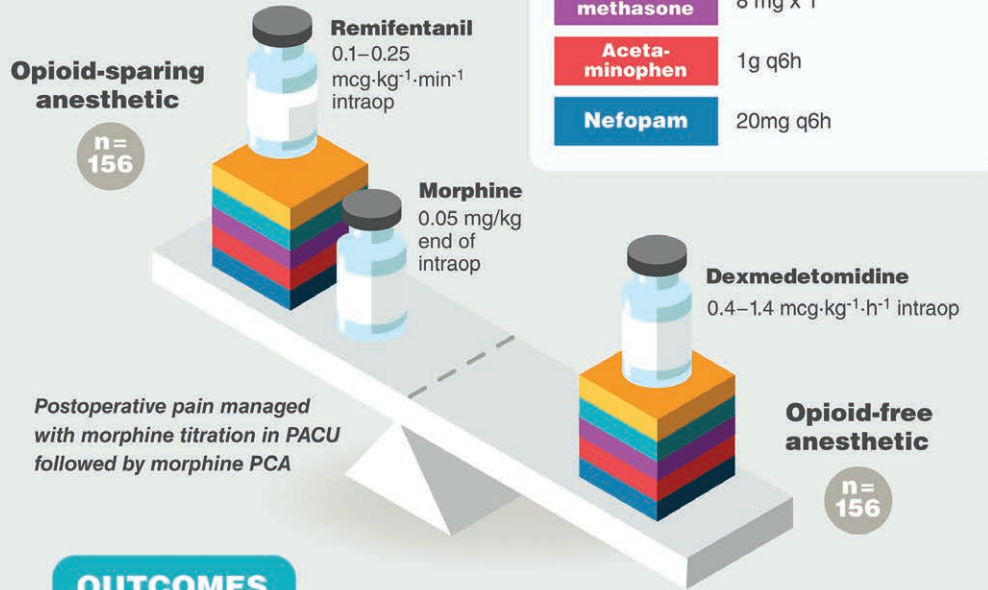 Opioid-sparing
anesthetic
n=
156
Remifentanil
0.1–0.25
mcg·kg⁻¹·min⁻¹
intraop
Morphine
0.05 mg/kg
end of
intraop
methasone
8 mg x 1
Aceta-
minophen
1g q6h
Nefopam
20mg q6h
Dexmedetomidine
0.4–1.4 mcg·kg⁻¹·h⁻¹ intraop
Opioid-free
anesthetic
n=
156
Postoperative pain managed
with morphine titration in PACU
followed by morphine PCA
OUTCOMES